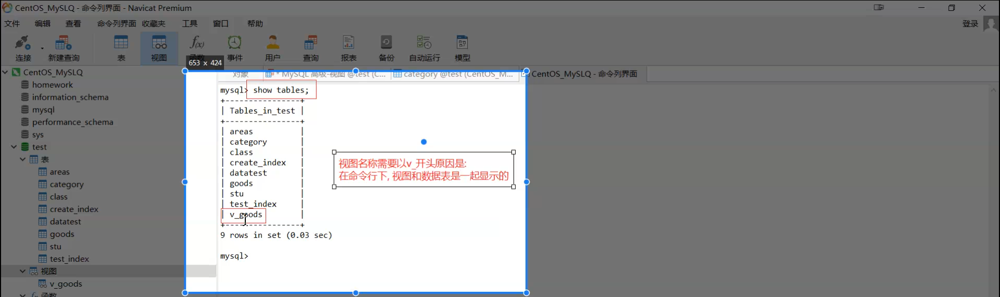 CentOS_MySLQ - 命令列界面 - Navicat Premium
文件 编辑 查看 命令列界面 收藏夹 工具 窗口 帮助 登录
连接 新建查询 表 视图 函数 事件 用户 查询 报表 备份 自动运行 模型
653 x 424
CentOS_MySLQ
homework
information_schema
mysql
performance_schema
sys
test
表
areas
category
class
create_index
datatest
goods
stu
test_index
视图
v_goods
函数
对象 * MySQL 高级-视图 @test (C... category @test (CentOS_M... CentOS_MySLQ - 命令列界面
mysql> show tables;
+----------------+
| Tables_in_test |
+----------------+
| areas |
| category |
| class |
| create_index |
| datatest |
| goods |
| stu |
| test_index |
| v_goods |
+----------------+
9 rows in set (0.03 sec)
mysql>
视图名称需要以v_开头原因是:
在命令行下, 视图和数据表是一起显示的